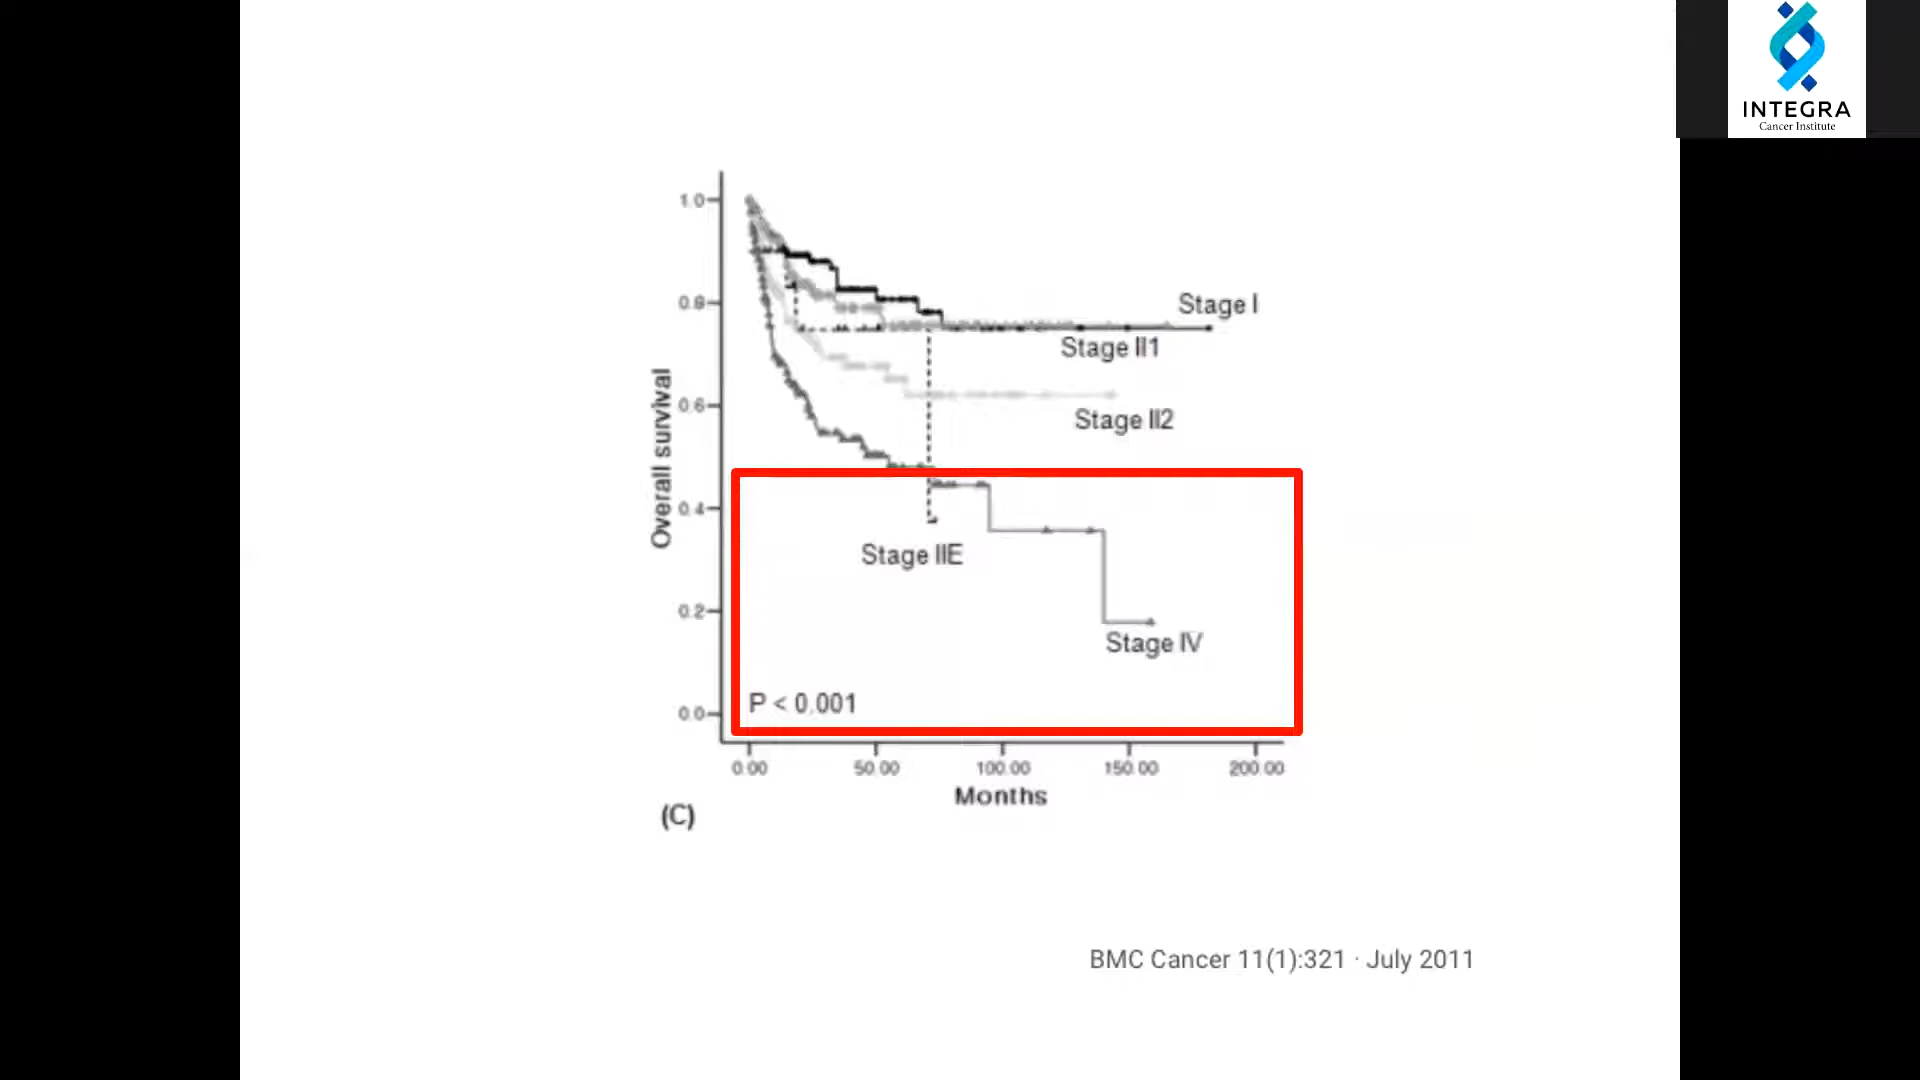 INTEGRA
Cancer Institute
1.0
0.8
0.6
0.4
0.2
0.0
Overall survival
Stage I
Stage II1
Stage II2
Stage IIE
Stage IV
P < 0.001
0.00 50.00 100.00 150.00 200.00
Months
(C)
BMC Cancer 11(1):321 · July 2011